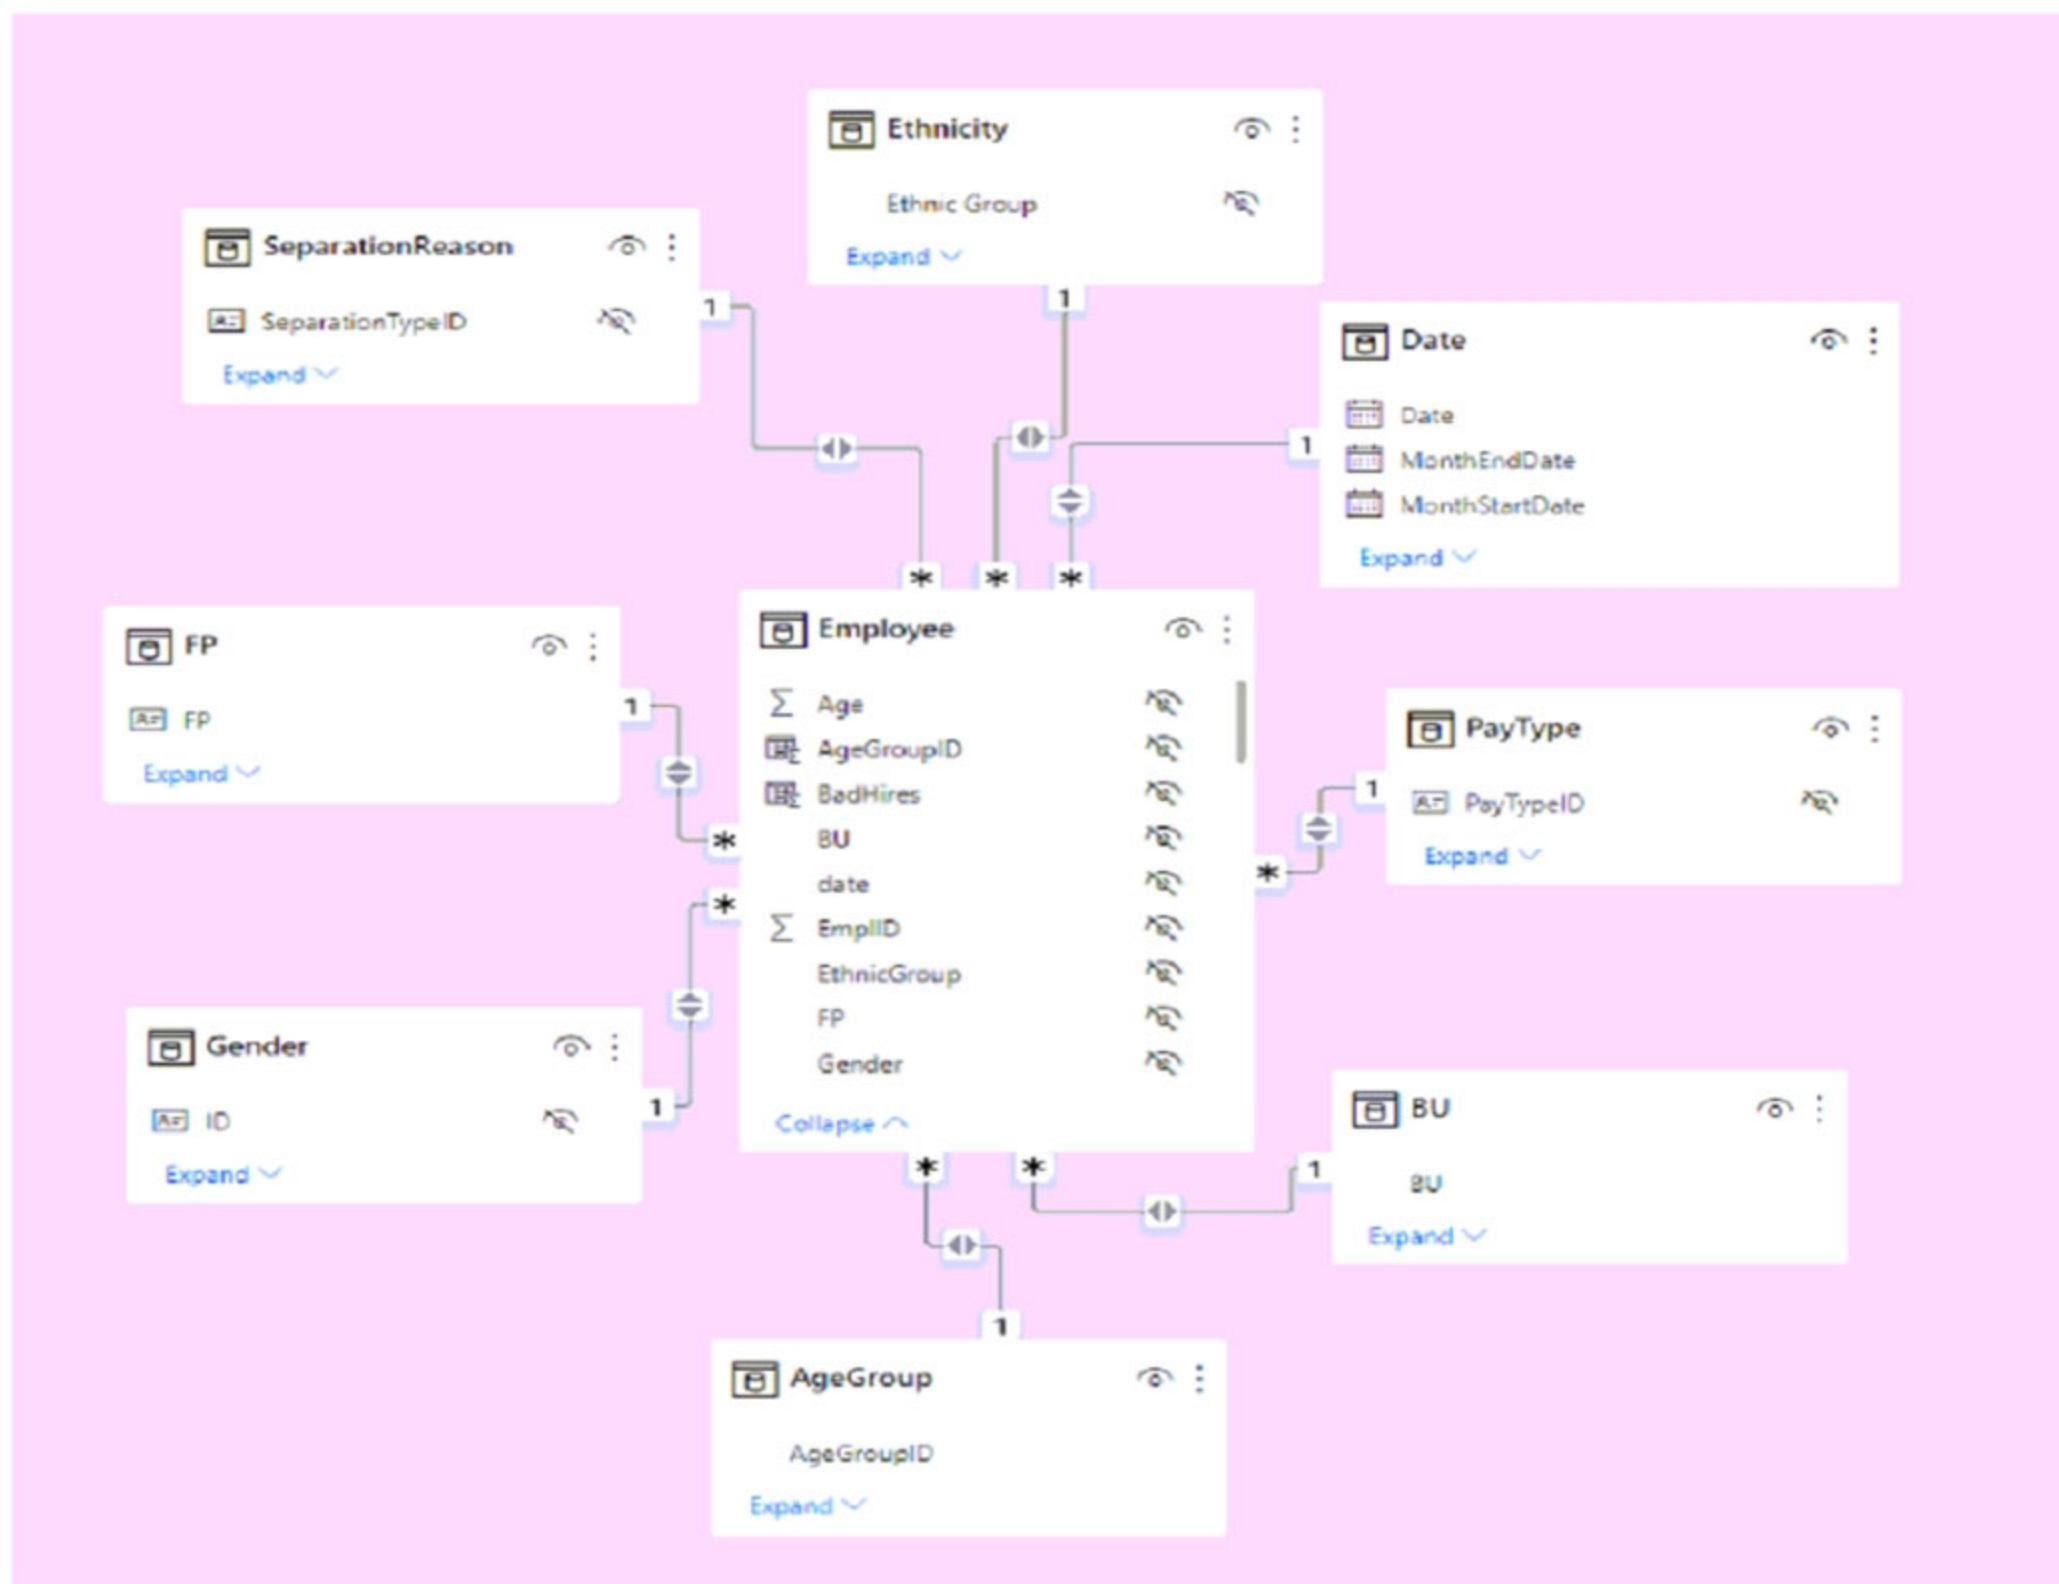 Ethnicity
Ethnic Group
Expand
SeparationReason
SeparationTypeID
Expand
1
1
Date
Date
MonthEndDate
MonthStartDate
Expand
1
*
*
*
Employee
Age
AgeGroupID
BadHires
BU
date
EmplID
EthnicGroup
FP
Gender
Collapse
FP
FP
Expand
1
*
*
Gender
ID
Expand
1
PayType
PayTypeID
Expand
1
*
BU
BU
Expand
1
*
*
1
AgeGroup
AgeGroupID
Expand